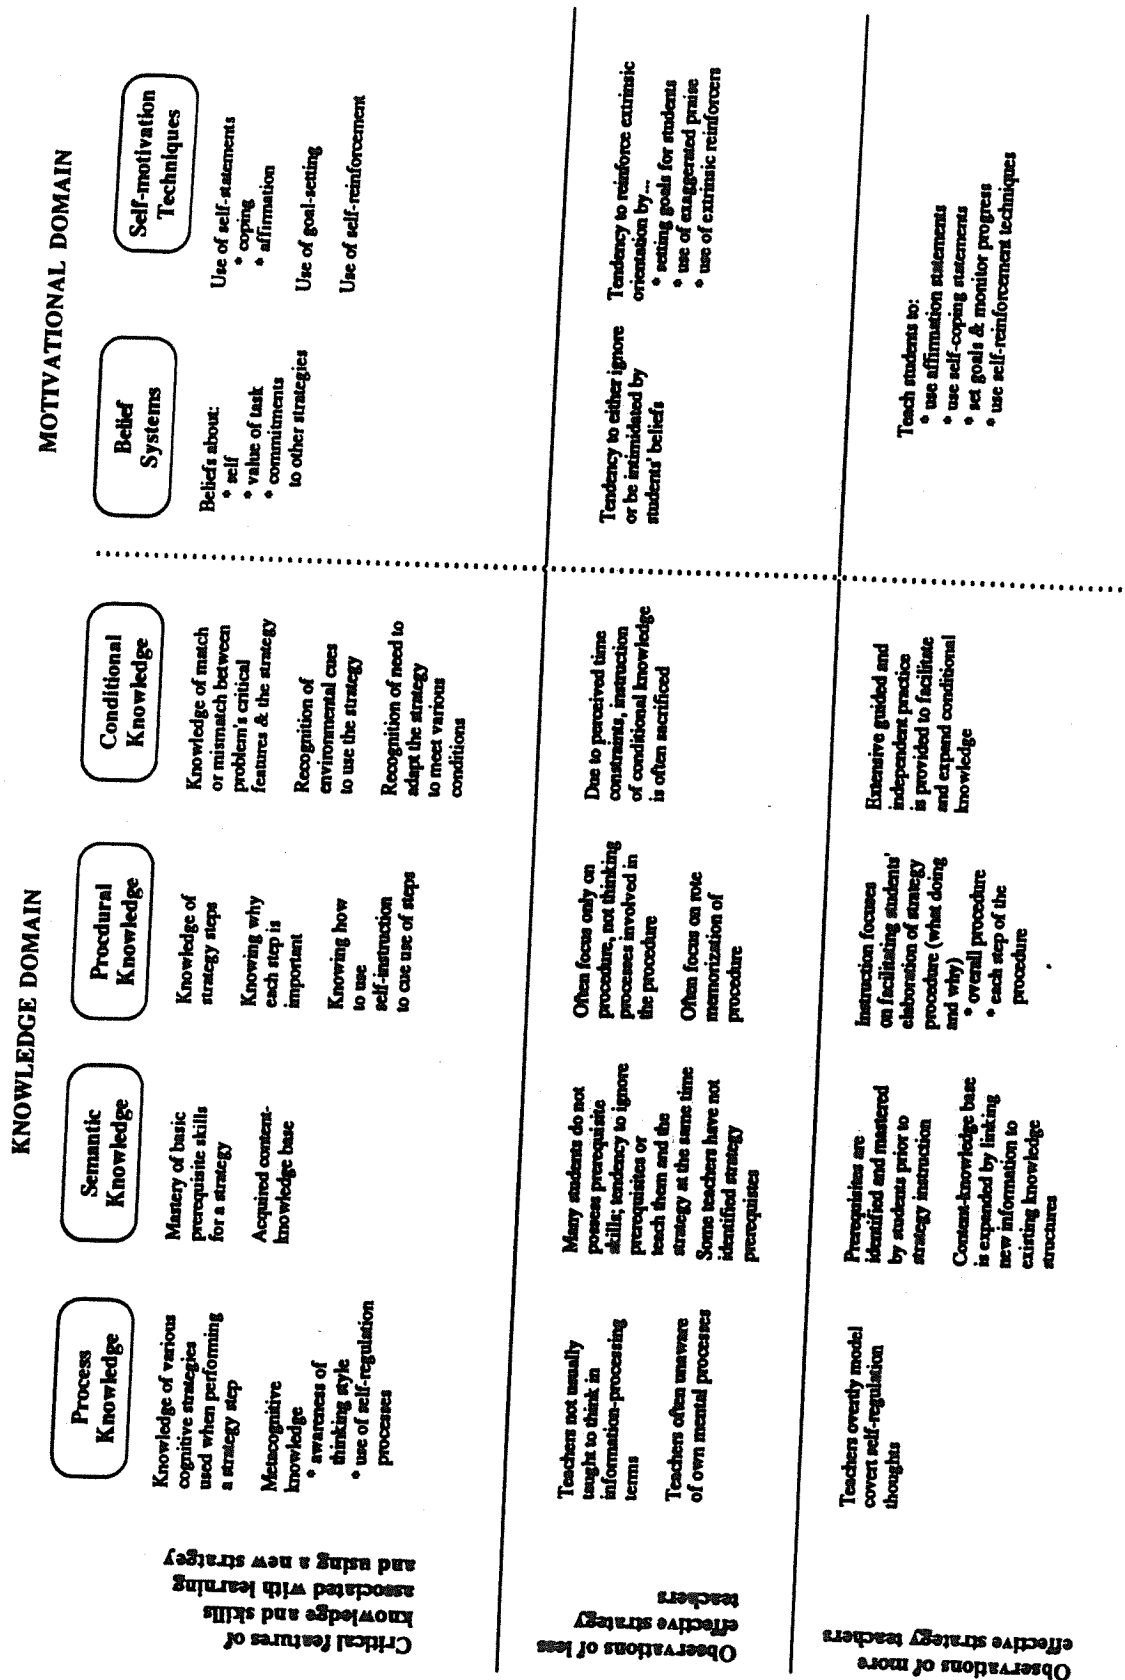 KNOWLEDGE DOMAIN
MOTIVATIONAL DOMAIN
Process
Knowledge
Semantic
Knowledge
Procdural
Knowledge
Conditional
Knowledge
Belief
Systems
Self-motivation
Techniques
Critical features of
knowledge and skills
associated with learning
and using a new stratgey
Knowledge of various
cognitive strategies
used when performing
a strategy step
Metacognitive
knowledge
* awareness of
thinking style
* use of self-regulation
processes
Mastery of basic
prerequisite skills
for a strategy
Acquired content-
knowledge base
Knowledge of
strategy steps
Knowing why
each step is
important
Knowing how
to use
self-instruction
to cue use of steps
Knowledge of match
or mismatch between
problem's critical
features & the strategy
Recognition of
environmental cues
to use the strategy
Recognition of need to
adapt the strategy
to meet various
conditions
Beliefs about:
* self
* value of task
* commitments
to other strategies
Use of self-statements
* coping
* affirmation
Use of goal-setting
Use of self-reinforcement
Observations of less
effective strategy
teachers
Teachers not usually
taught to think in
information-processing
terms
Teachers often unaware
of own mental processes
Many students do not
possess prerequisite
skills; tendency to ignore
prerequisites or
teach them and the
strategy at the same time
Some teachers have not
identified strategy
prerequistes
Often focus only on
procedure, not thinking
processes involved in
the procedure
Often focus on rote
memorization of
procedure
Due to perceived time
constraints, instruction
of conditional knowledge
is often sacrificed
Tendency to either ignore
or be intimidated by
students' beliefs
Tendency to reinforce extrinsic
orientation by...
* setting goals for students
* use of exaggerated praise
* use of extrinsic reinforcers
Observations of more
effective strategy teachers
Teachers overtly model
covert self-regulation
thoughts
Prerequisites are
identified and mastered
by students prior to
strategy instruction
Content-knowledge base
is expanded by linking
new information to
existing knowledge
structures
Instruction focuses
on facilitating students'
elaboration of strategy
procedure (what doing
and why)
* overall procedure
* each step of the
procedure
Extensive guided and
independent practice
is provided to facilitate
and expand conditional
knowledge
Teach students to:
* use affirmation statements
* use self-coping statements
* set goals & monitor progress
* use self-reinforcement techniques